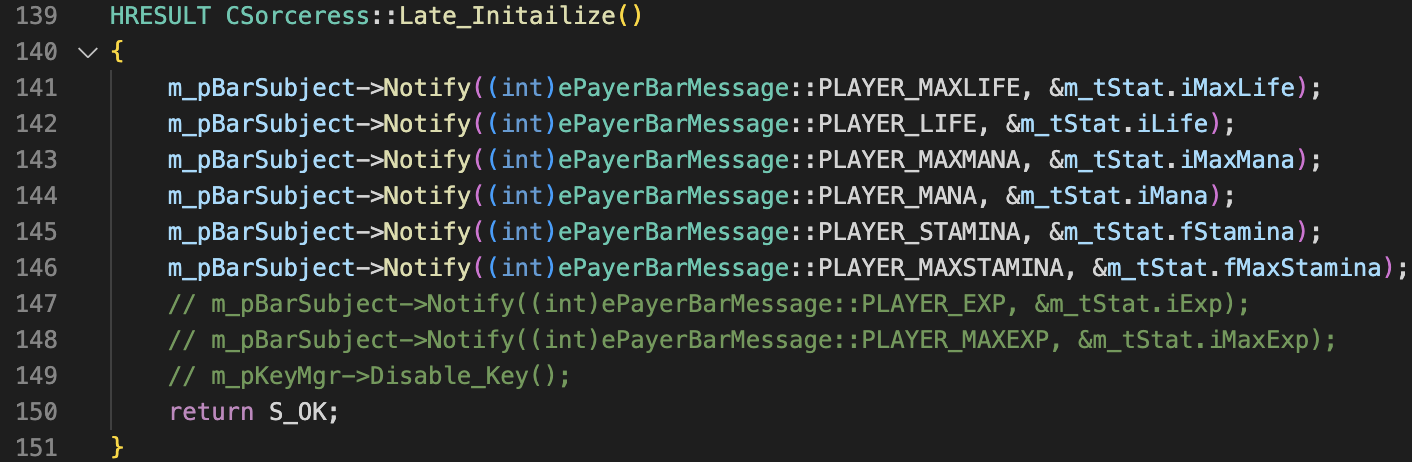 139 HRESULT CSorceress::Late_Initailize()
140 {
141 m_pBarSubject->Notify((int)ePayerBarMessage::PLAYER_MAXLIFE, &m_tStat.iMaxLife);
142 m_pBarSubject->Notify((int)ePayerBarMessage::PLAYER_LIFE, &m_tStat.iLife);
143 m_pBarSubject->Notify((int)ePayerBarMessage::PLAYER_MAXMANA, &m_tStat.iMaxMana);
144 m_pBarSubject->Notify((int)ePayerBarMessage::PLAYER_MANA, &m_tStat.iMana);
145 m_pBarSubject->Notify((int)ePayerBarMessage::PLAYER_STAMINA, &m_tStat.fStamina);
146 m_pBarSubject->Notify((int)ePayerBarMessage::PLAYER_MAXSTAMINA, &m_tStat.fMaxStamina);
147 // m_pBarSubject->Notify((int)ePayerBarMessage::PLAYER_EXP, &m_tStat.iExp);
148 // m_pBarSubject->Notify((int)ePayerBarMessage::PLAYER_MAXEXP, &m_tStat.iMaxExp);
149 // m_pKeyMgr->Disable_Key();
150 return S_OK;
151 }